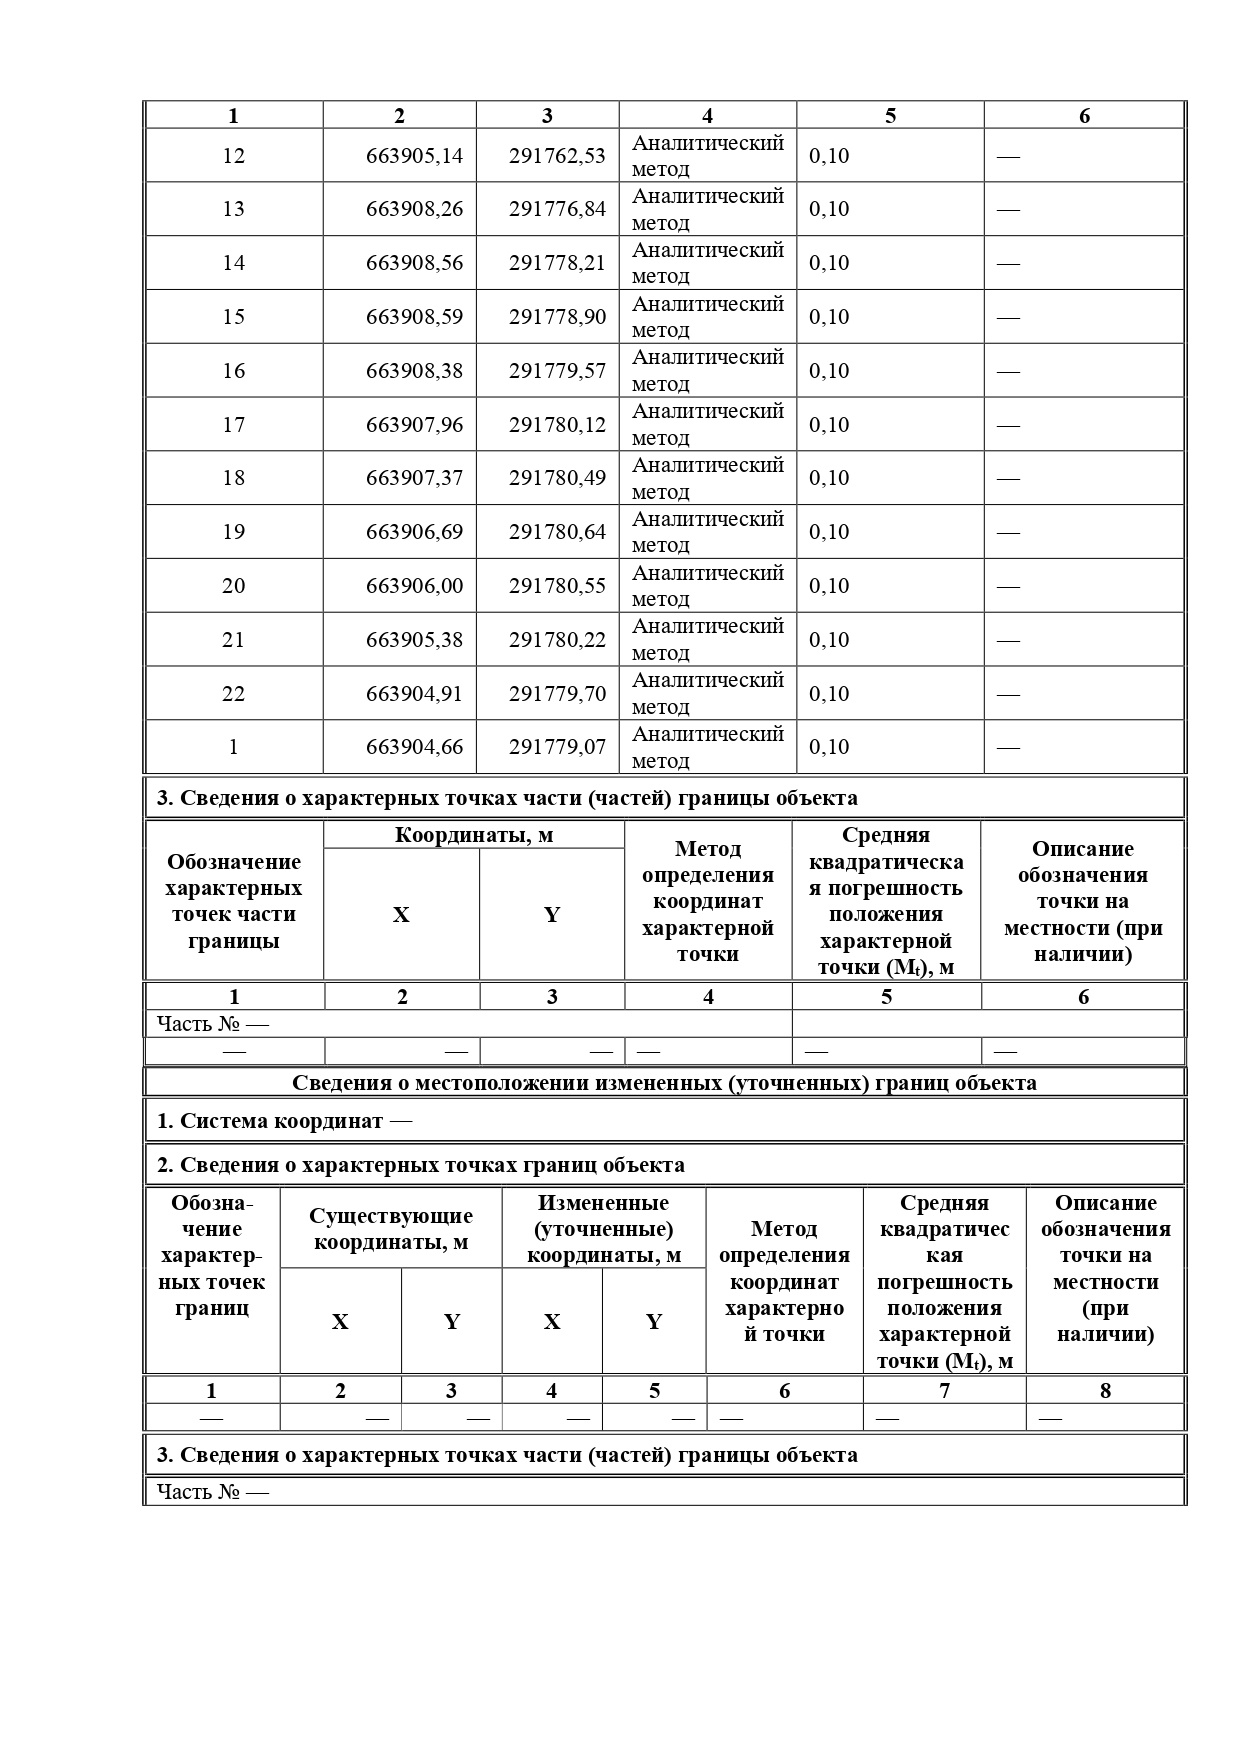 1 2 3 4 5 6
12 663905,14 291762,53 Аналитический метод 0,10 —
13 663908,26 291776,84 Аналитический метод 0,10 —
14 663908,56 291778,21 Аналитический метод 0,10 —
15 663908,59 291778,90 Аналитический метод 0,10 —
16 663908,38 291779,57 Аналитический метод 0,10 —
17 663907,96 291780,12 Аналитический метод 0,10 —
18 663907,37 291780,49 Аналитический метод 0,10 —
19 663906,69 291780,64 Аналитический метод 0,10 —
20 663906,00 291780,55 Аналитический метод 0,10 —
21 663905,38 291780,22 Аналитический метод 0,10 —
22 663904,91 291779,70 Аналитический метод 0,10 —
1 663904,66 291779,07 Аналитический метод 0,10 —
3. Сведения о характерных точках части (частей) границы объекта
Обозначение
характерных
точек части
границы
Координаты, м
X Y
Метод
определения
координат
характерной
точки
Средняя
квадратическа
я погрешность
положения
характерной
точки (Mt), м
Описание
обозначения
точки на
местности (при
наличии)
1 2 3 4 5 6
Часть № —
— — — — — —
Сведения о местоположении измененных (уточненных) границ объекта
1. Система координат —
2. Сведения о характерных точках границ объекта
Обозна-
чение
характер-
ных точек
границ
Существующие
координаты, м
X Y
Измененные
(уточненные)
координаты, м
X Y
Метод
определения
координат
характерно
й точки
Средняя
квадратичес
кая
погрешность
положения
характерной
точки (Mt), м
Описание
обозначения
точки на
местности
(при
наличии)
1 2 3 4 5 6 7 8
— — — — — — — —
3. Сведения о характерных точках части (частей) границы объекта
Часть № —